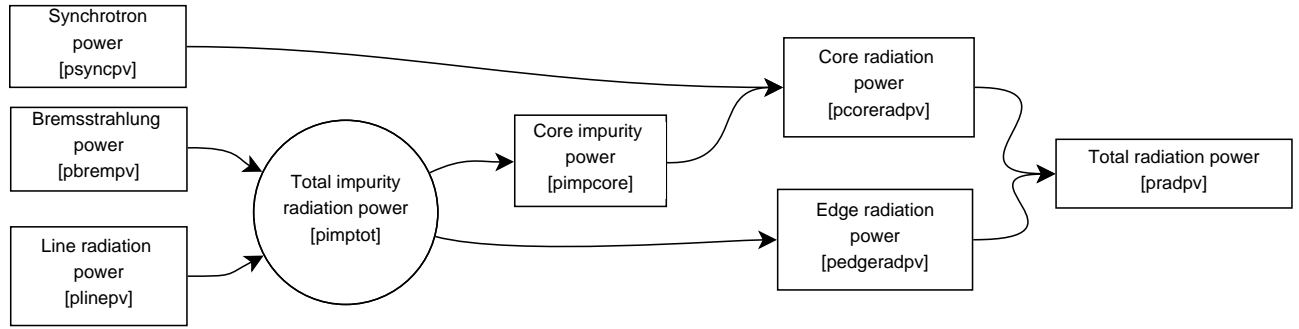 Synchrotron
power
[psyncpv]
Bremsstrahlung
power
[pbrempv]
Line radiation
power
[plinepv]
Total impurity
radiation power
[pimptot]
Core impurity
power
[pimpcore]
Core radiation
power
[pcoreradpv]
Edge radiation
power
[pedgeradpv]
Total radiation power
[pradpv]